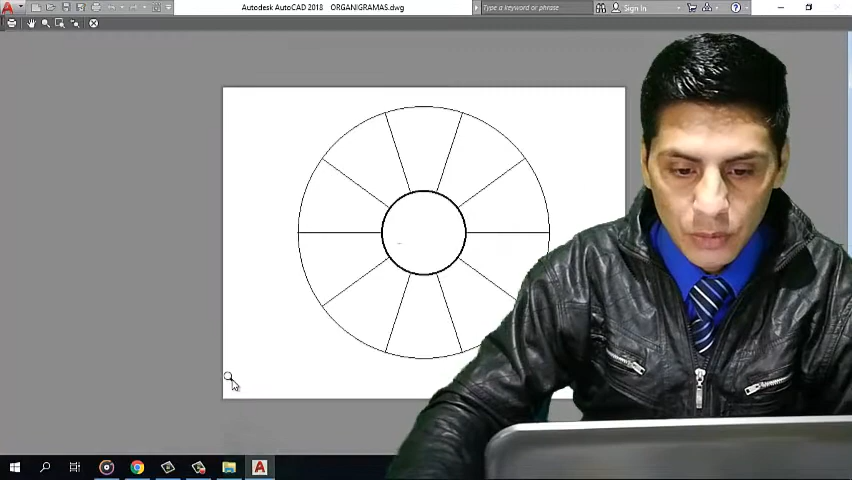 Autodesk AutoCAD 2018 ORGANIGRAMAS.dwg
Type a keyword or phrase
Sign In